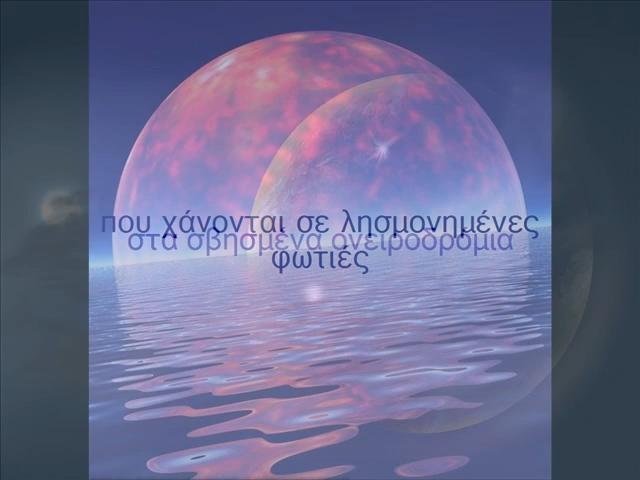 που χάνονται σε λησμονημένες
στα σβησμένα ονειροδρόμια
φωτιές